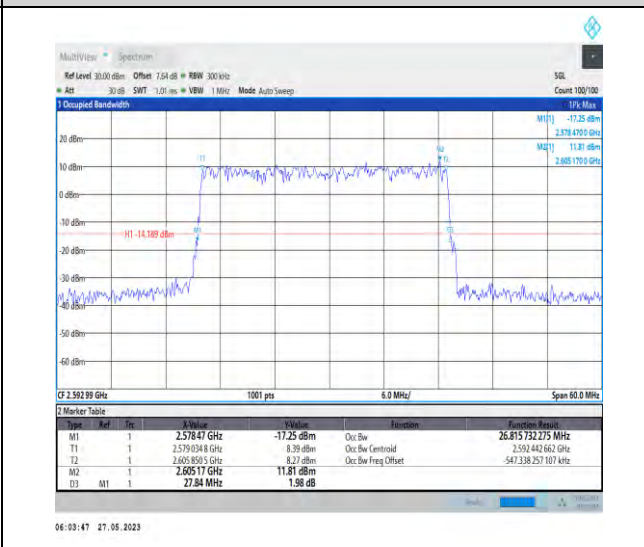 MultiView Spectrum
Ref Level 30.00 dBm Offset 7.64 dB RBW 300 kHz SGL
Att 30 dB SWT 1.01 ms VBW 1 MHz Mode Auto Sweep Count 100/100
1 Occupied Bandwidth 1Pk Max
M1[1] -17.25 dBm
2.578 4700 GHz
M2[1] 11.81 dBm
2.605 1700 GHz
20 dBm
M2
T1 T2
10 dBm
0 dBm
-10 dBm
H1 -14.189 dBm M1 D3
-20 dBm
-30 dBm
-40 dBm
-50 dBm
-60 dBm
CF 2.592 99 GHz 1001 pts 6.0 MHz/ Span 60.0 MHz
2 Marker Table
Type Ref Trc X-Value Y-Value Function Function Result
M1 1 2.578 47 GHz -17.25 dBm Occ Bw 26.815 732 275 MHz
T1 1 2.579 034 8 GHz 8.39 dBm Occ Bw Centroid 2.592 442 662 GHz
T2 1 2.605 850 5 GHz 8.27 dBm Occ Bw Freq Offset -547.338 257 107 kHz
M2 1 2.605 17 GHz 11.81 dBm
D3 M1 1 27.84 MHz 1.98 dB
06:03:47 27.05.2023